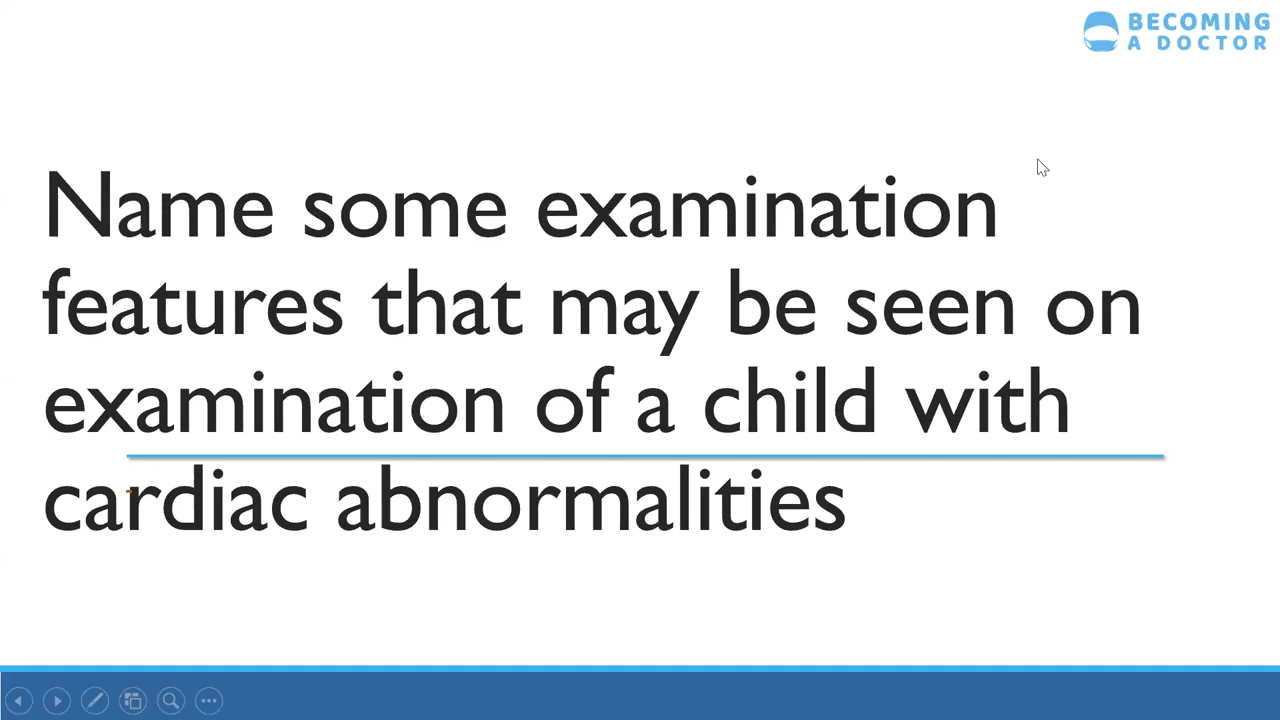 BECOMING
A DOCTOR
Name some examination
features that may be seen on
examination of a child with
cardiac abnormalities